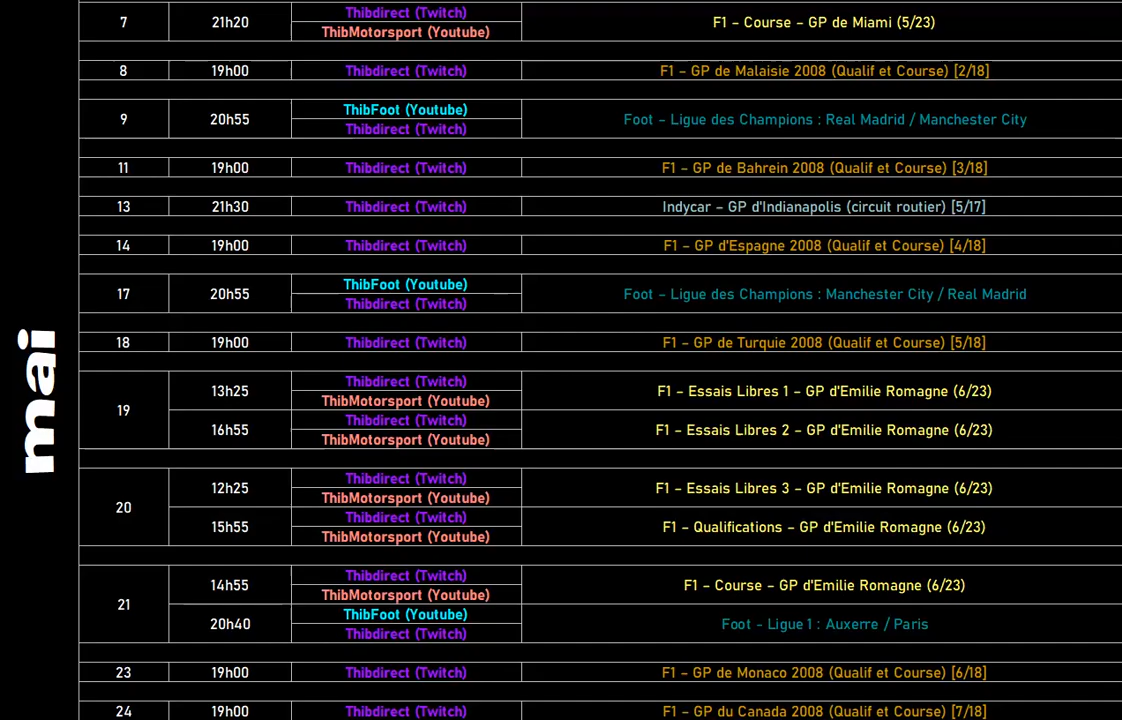 7 21h20 Thibdirect (Twitch) F1 - Course - GP de Miami (5/23)
ThibMotorsport (Youtube)
8 19h00 Thibdirect (Twitch) F1 - GP de Malaisie 2008 (Qualif et Course) [2/18]
9 20h55 ThibFoot (Youtube) Foot - Ligue des Champions : Real Madrid / Manchester City
Thibdirect (Twitch)
11 19h00 Thibdirect (Twitch) F1 - GP de Bahrein 2008 (Qualif et Course) [3/18]
13 21h30 Thibdirect (Twitch) Indycar - GP d'Indianapolis (circuit routier) [5/17]
14 19h00 Thibdirect (Twitch) F1 - GP d'Espagne 2008 (Qualif et Course) [4/18]
17 20h55 ThibFoot (Youtube) Foot - Ligue des Champions : Manchester City / Real Madrid
Thibdirect (Twitch)
mai
18 19h00 Thibdirect (Twitch) F1 - GP de Turquie 2008 (Qualif et Course) [5/18]
19 13h25 Thibdirect (Twitch) F1 - Essais Libres 1 - GP d'Emilie Romagne (6/23)
ThibMotorsport (Youtube)
16h55 Thibdirect (Twitch) F1 - Essais Libres 2 - GP d'Emilie Romagne (6/23)
ThibMotorsport (Youtube)
20 12h25 Thibdirect (Twitch) F1 - Essais Libres 3 - GP d'Emilie Romagne (6/23)
ThibMotorsport (Youtube)
15h55 Thibdirect (Twitch) F1 - Qualifications - GP d'Emilie Romagne (6/23)
ThibMotorsport (Youtube)
21 14h55 Thibdirect (Twitch) F1 - Course - GP d'Emilie Romagne (6/23)
ThibMotorsport (Youtube)
20h40 ThibFoot (Youtube) Foot - Ligue 1 : Auxerre / Paris
Thibdirect (Twitch)
23 19h00 Thibdirect (Twitch) F1 - GP de Monaco 2008 (Qualif et Course) [6/18]
24 19h00 Thibdirect (Twitch) F1 - GP du Canada 2008 (Qualif et Course) [7/18]